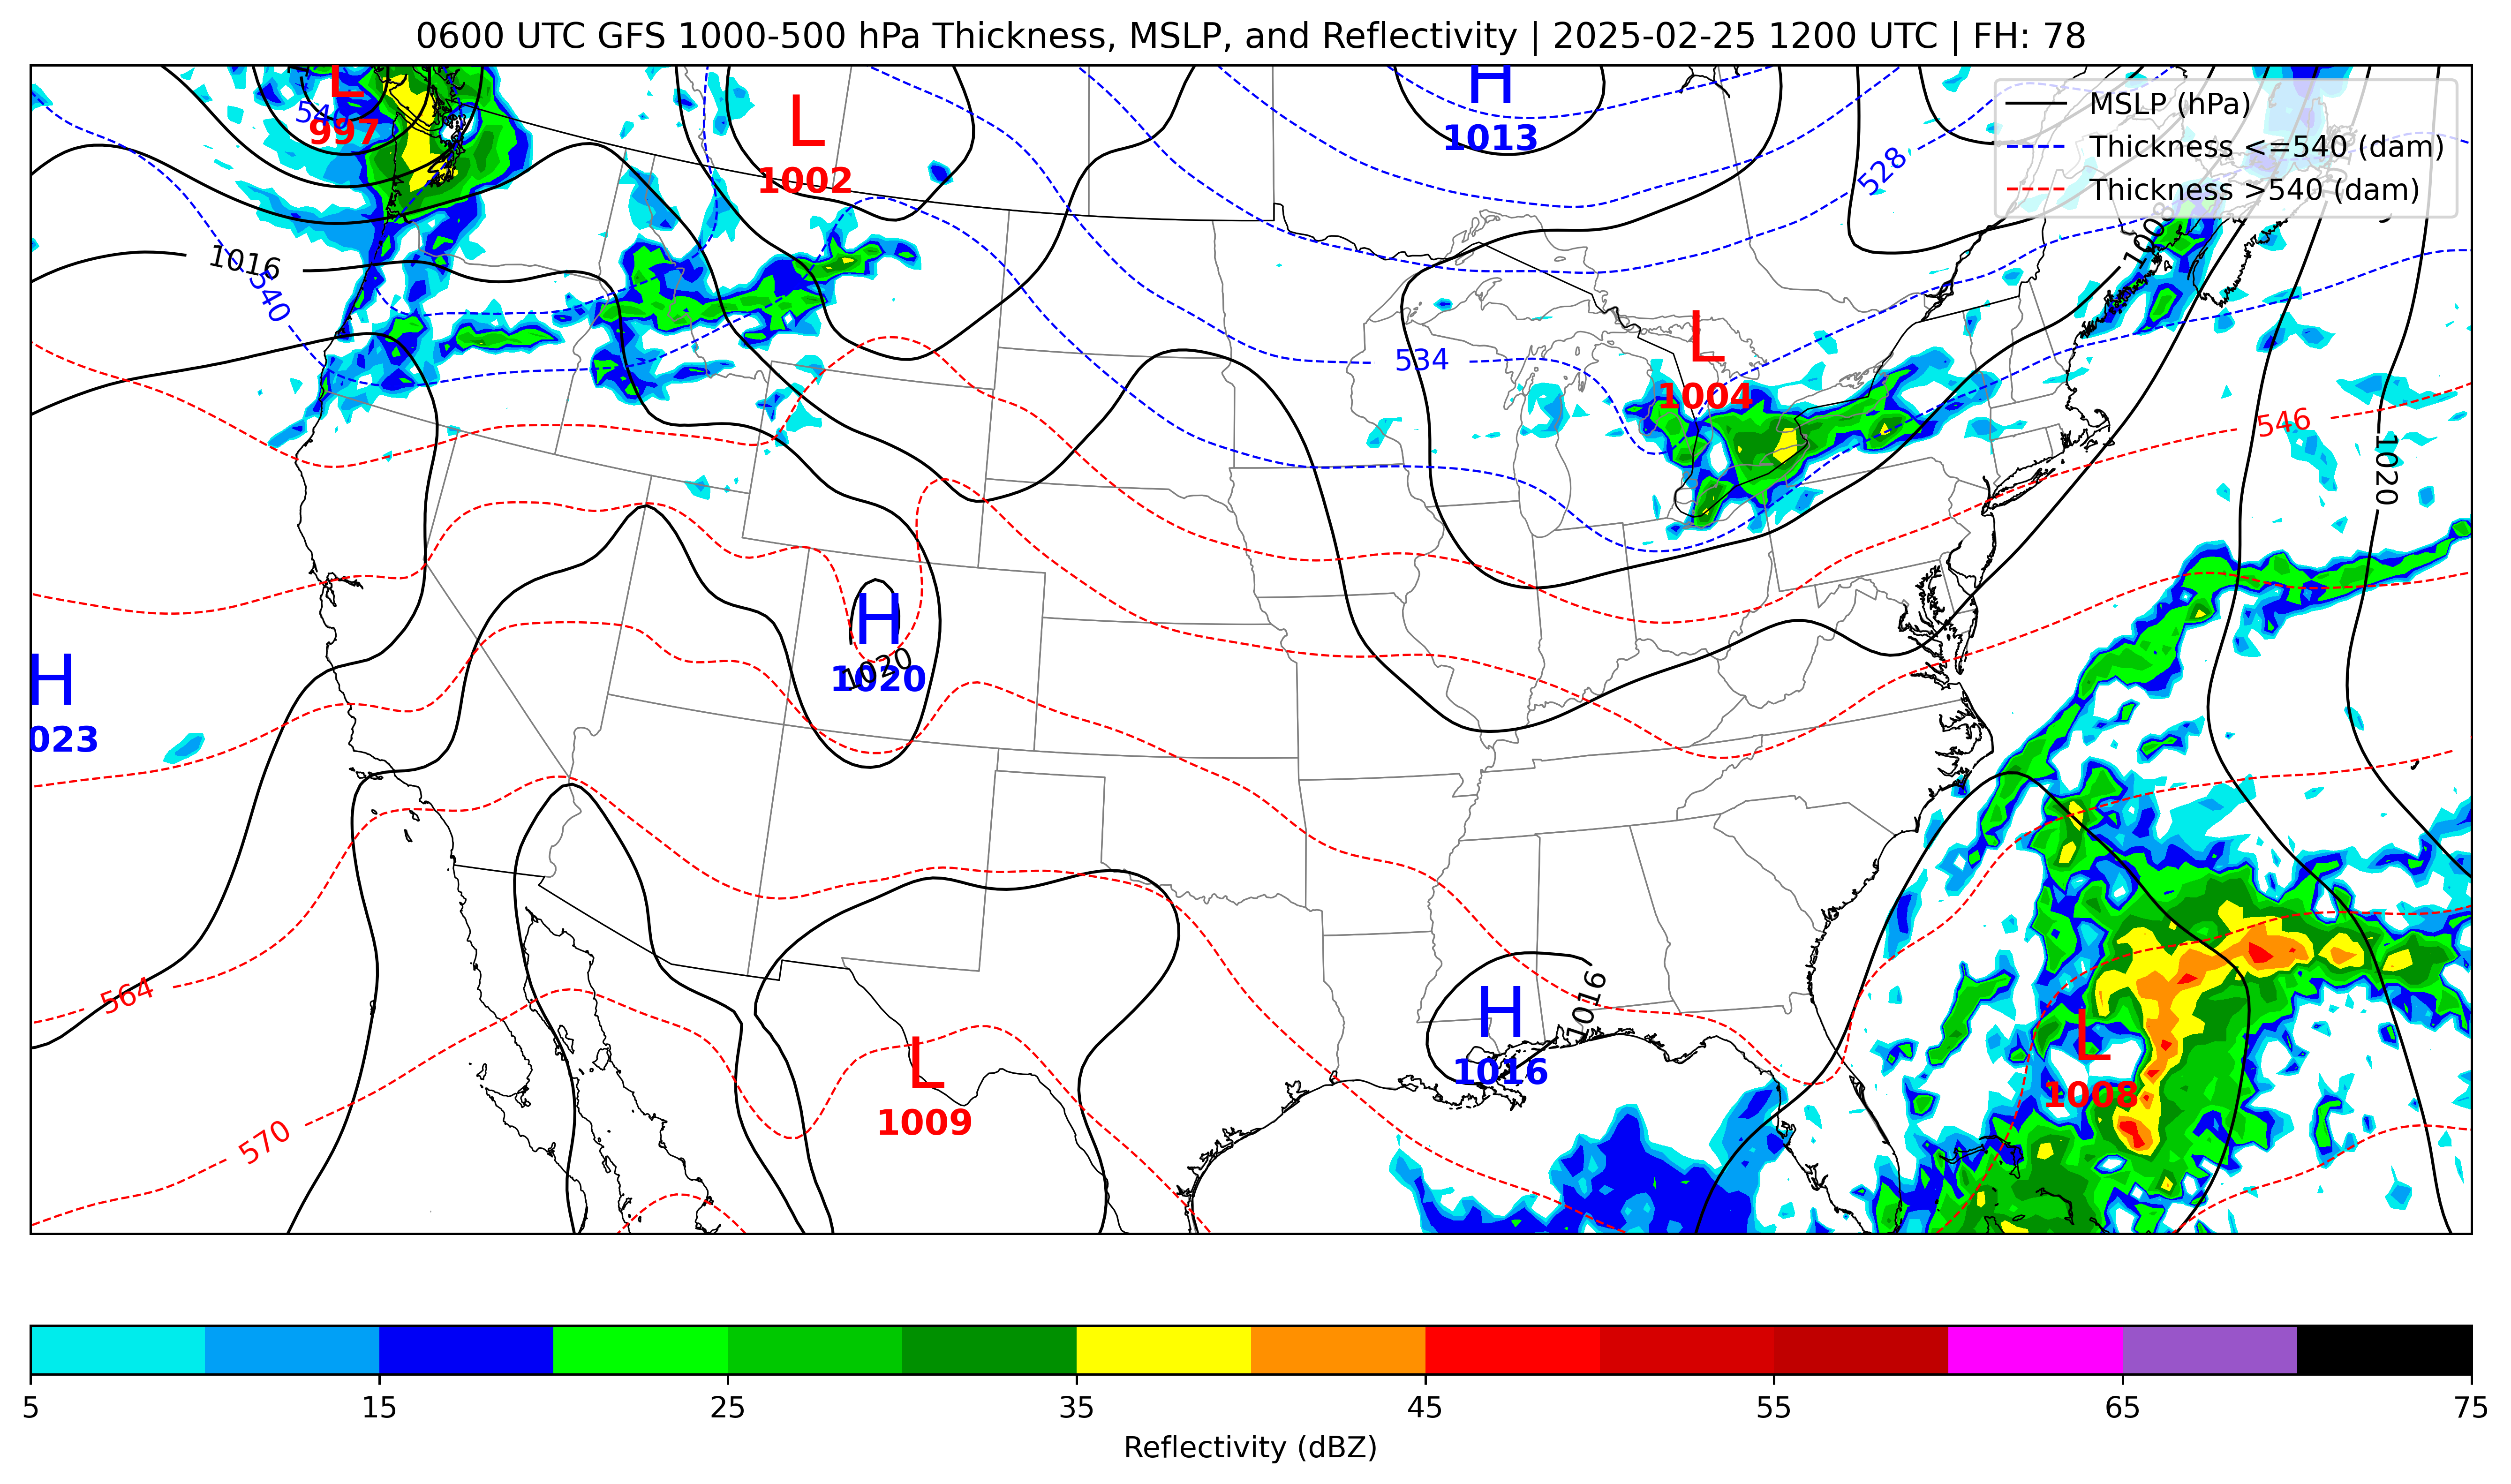 0600 UTC GFS 1000-500 hPa Thickness, MSLP, and Reflectivity | 2025-02-25 1200 UTC | FH: 78
MSLP (hPa)
Thickness <=540 (dam)
Thickness >540 (dam)
L
997
540
L
1002
H
1013
528
1008
1016
540
534
L
1004
546
1020
H
1020
1020
H
023
564
570
L
1009
H
1016
1016
L
1008
5 15 25 35 45 55 65 75
Reflectivity (dBZ)